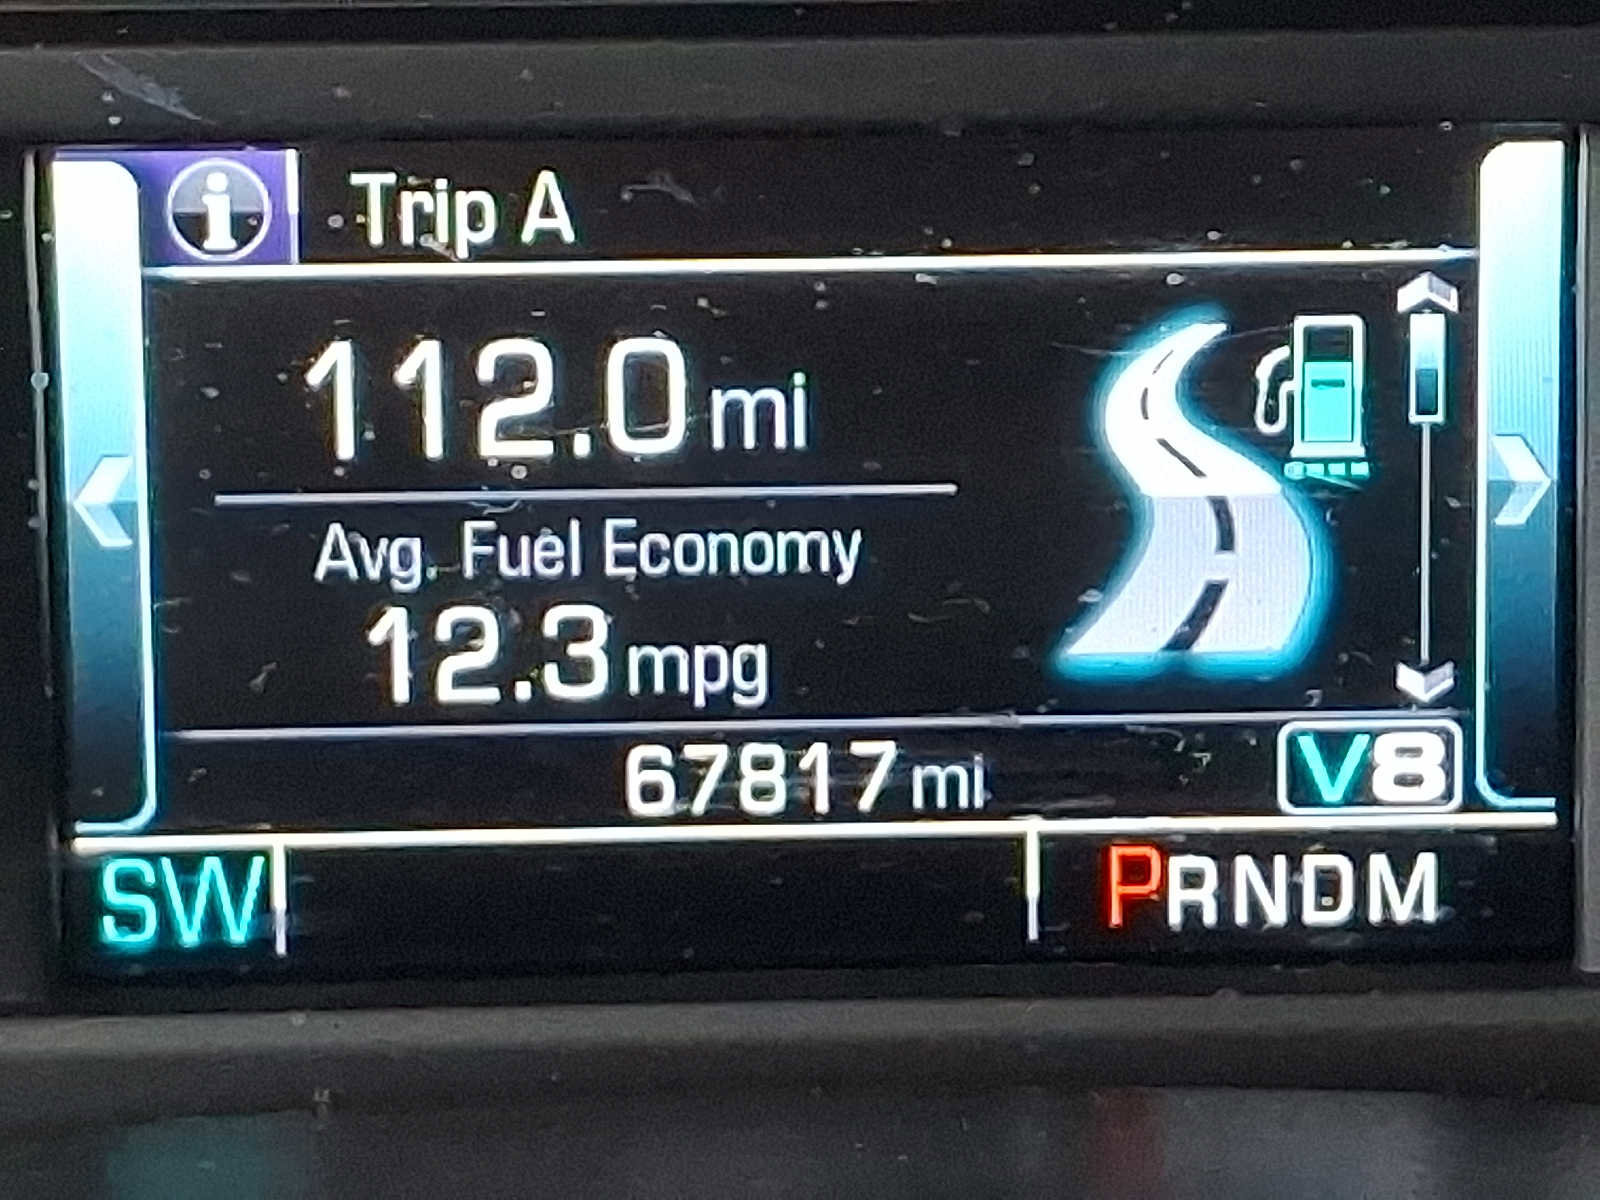 Trip A
112.0 mi
Avg. Fuel Economy
12.3 mpg
67817 mi V8
SW PRNDM